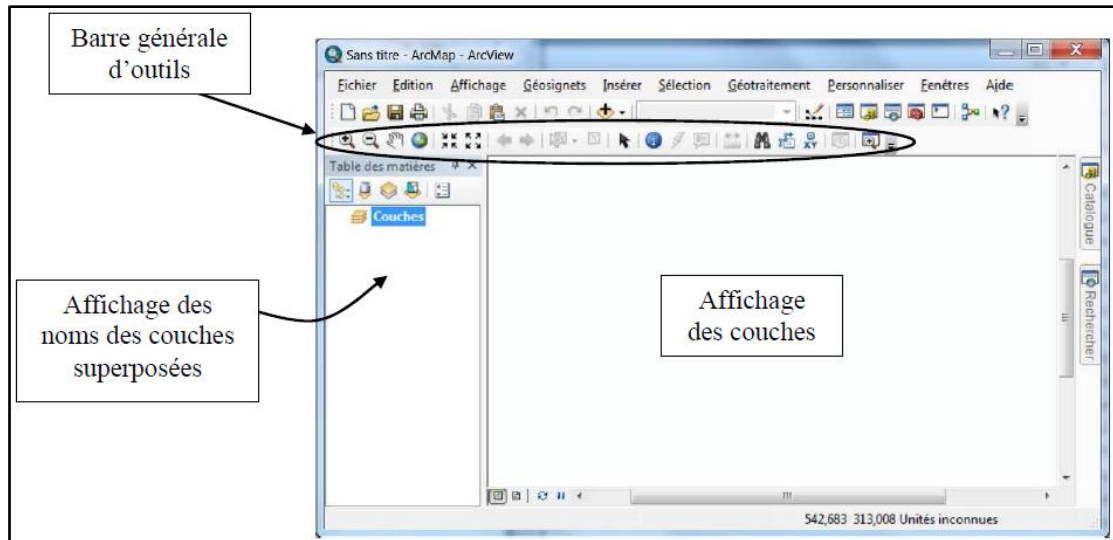 Barre générale
d'outils
Sans titre - ArcMap - ArcView
Fichier Edition Affichage Géosignets Insérer Sélection Géotraitement Personnaliser Fenêtres Aide
Table des matières
Couches
Catalogue
Rechercher
Affichage des
noms des couches
superposées
Affichage
des couches
542,683 313,008 Unités inconnues